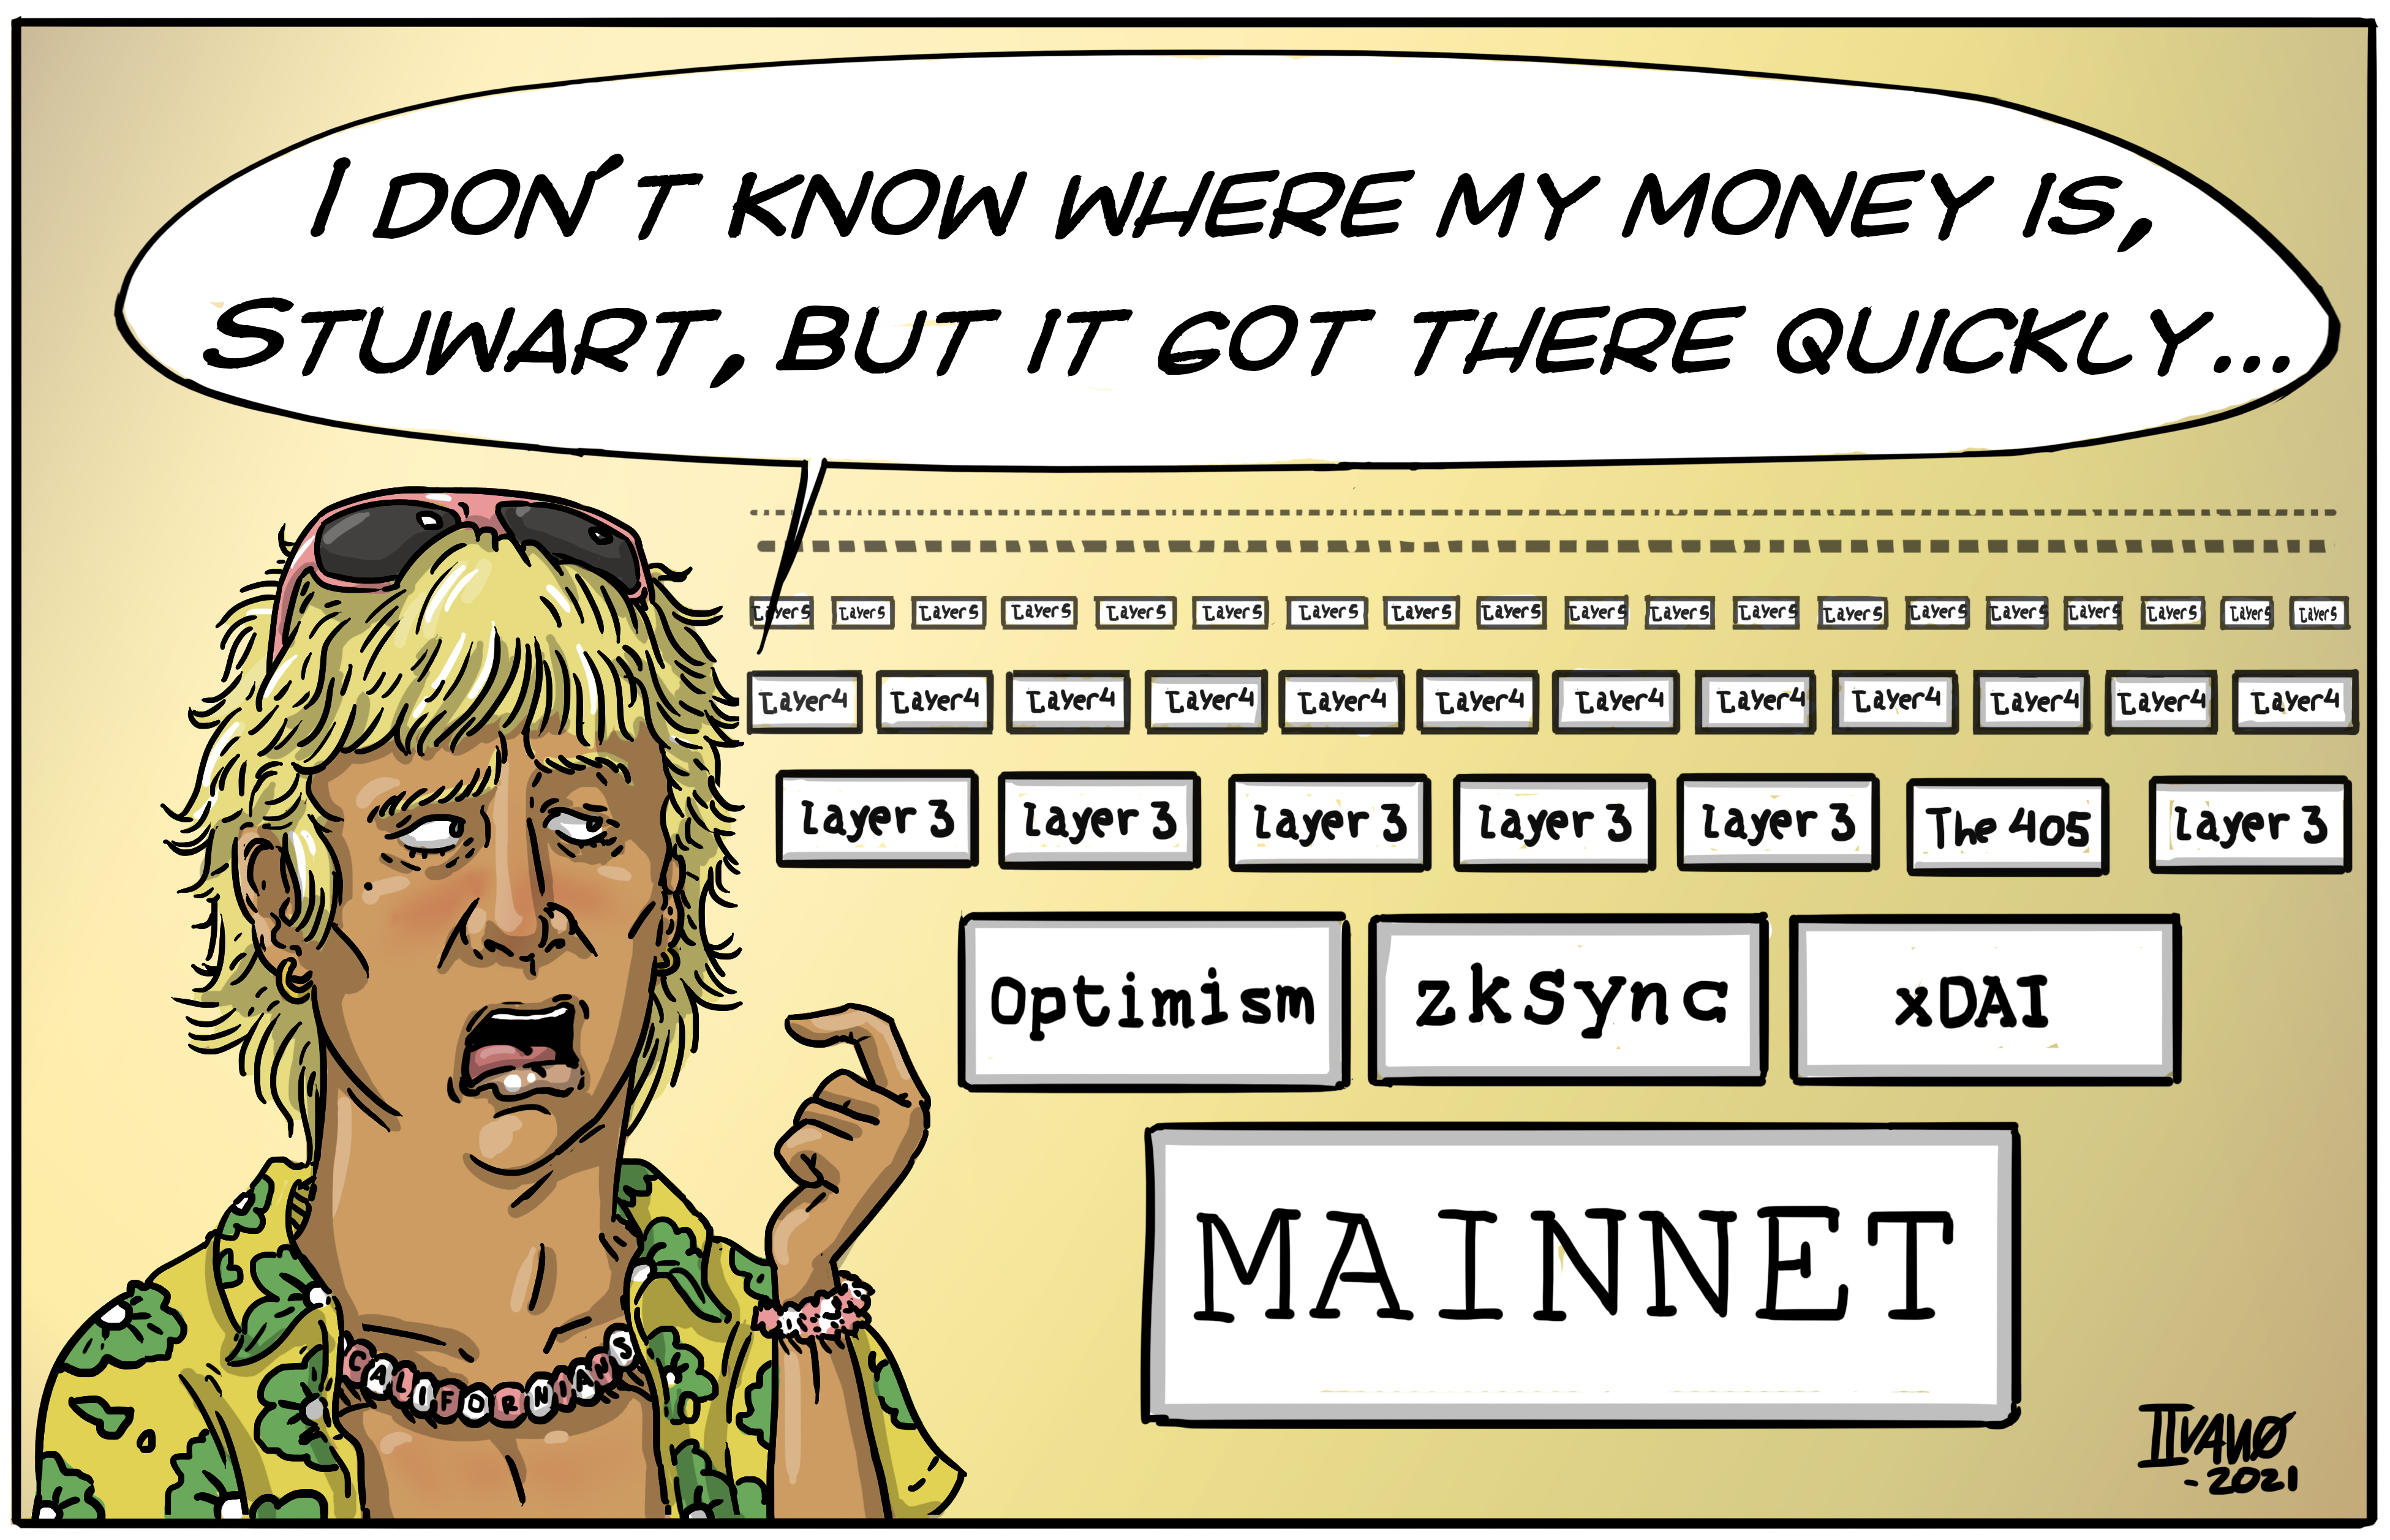 I DON'T KNOW WHERE MY MONEY IS,
STUWART, BUT IT GOT THERE QUICKLY...
Layer5 Layer5 Layer5 Layer5 Layer5 Layer5 Layer5 Layer5 Layer5 Layer5 Layer5 Layer5 Layer5 Layer5 Layer5 Layer5 Layer5 Layer5 Layer5
Layer4 Layer4 Layer4 Layer4 Layer4 Layer4 Layer4 Layer4 Layer4 Layer4 Layer4 Layer4
Layer 3 Layer 3 Layer 3 Layer 3 Layer 3 The 405 Layer 3
Optimism zkSync xDAI
MAINNET
CALIFORNIANS
IIVANØ
-2021